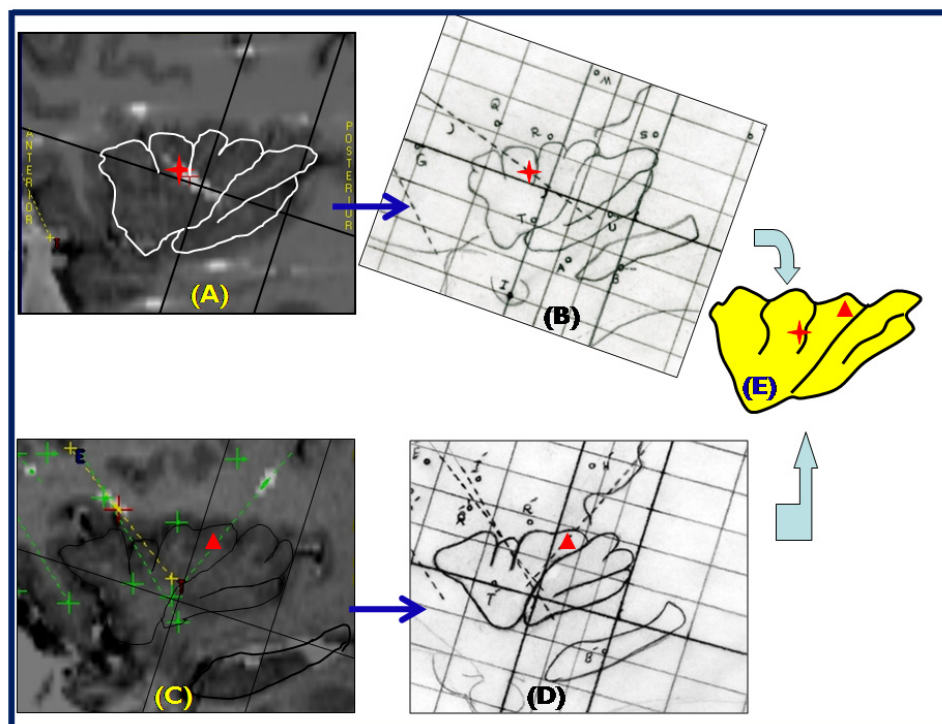 ANTERIOR
POSTERIOR
(A)
Q
R
S
G
T
U
A
B
I
(B)
(E)
E
(C)
R'
T
B'
(D)